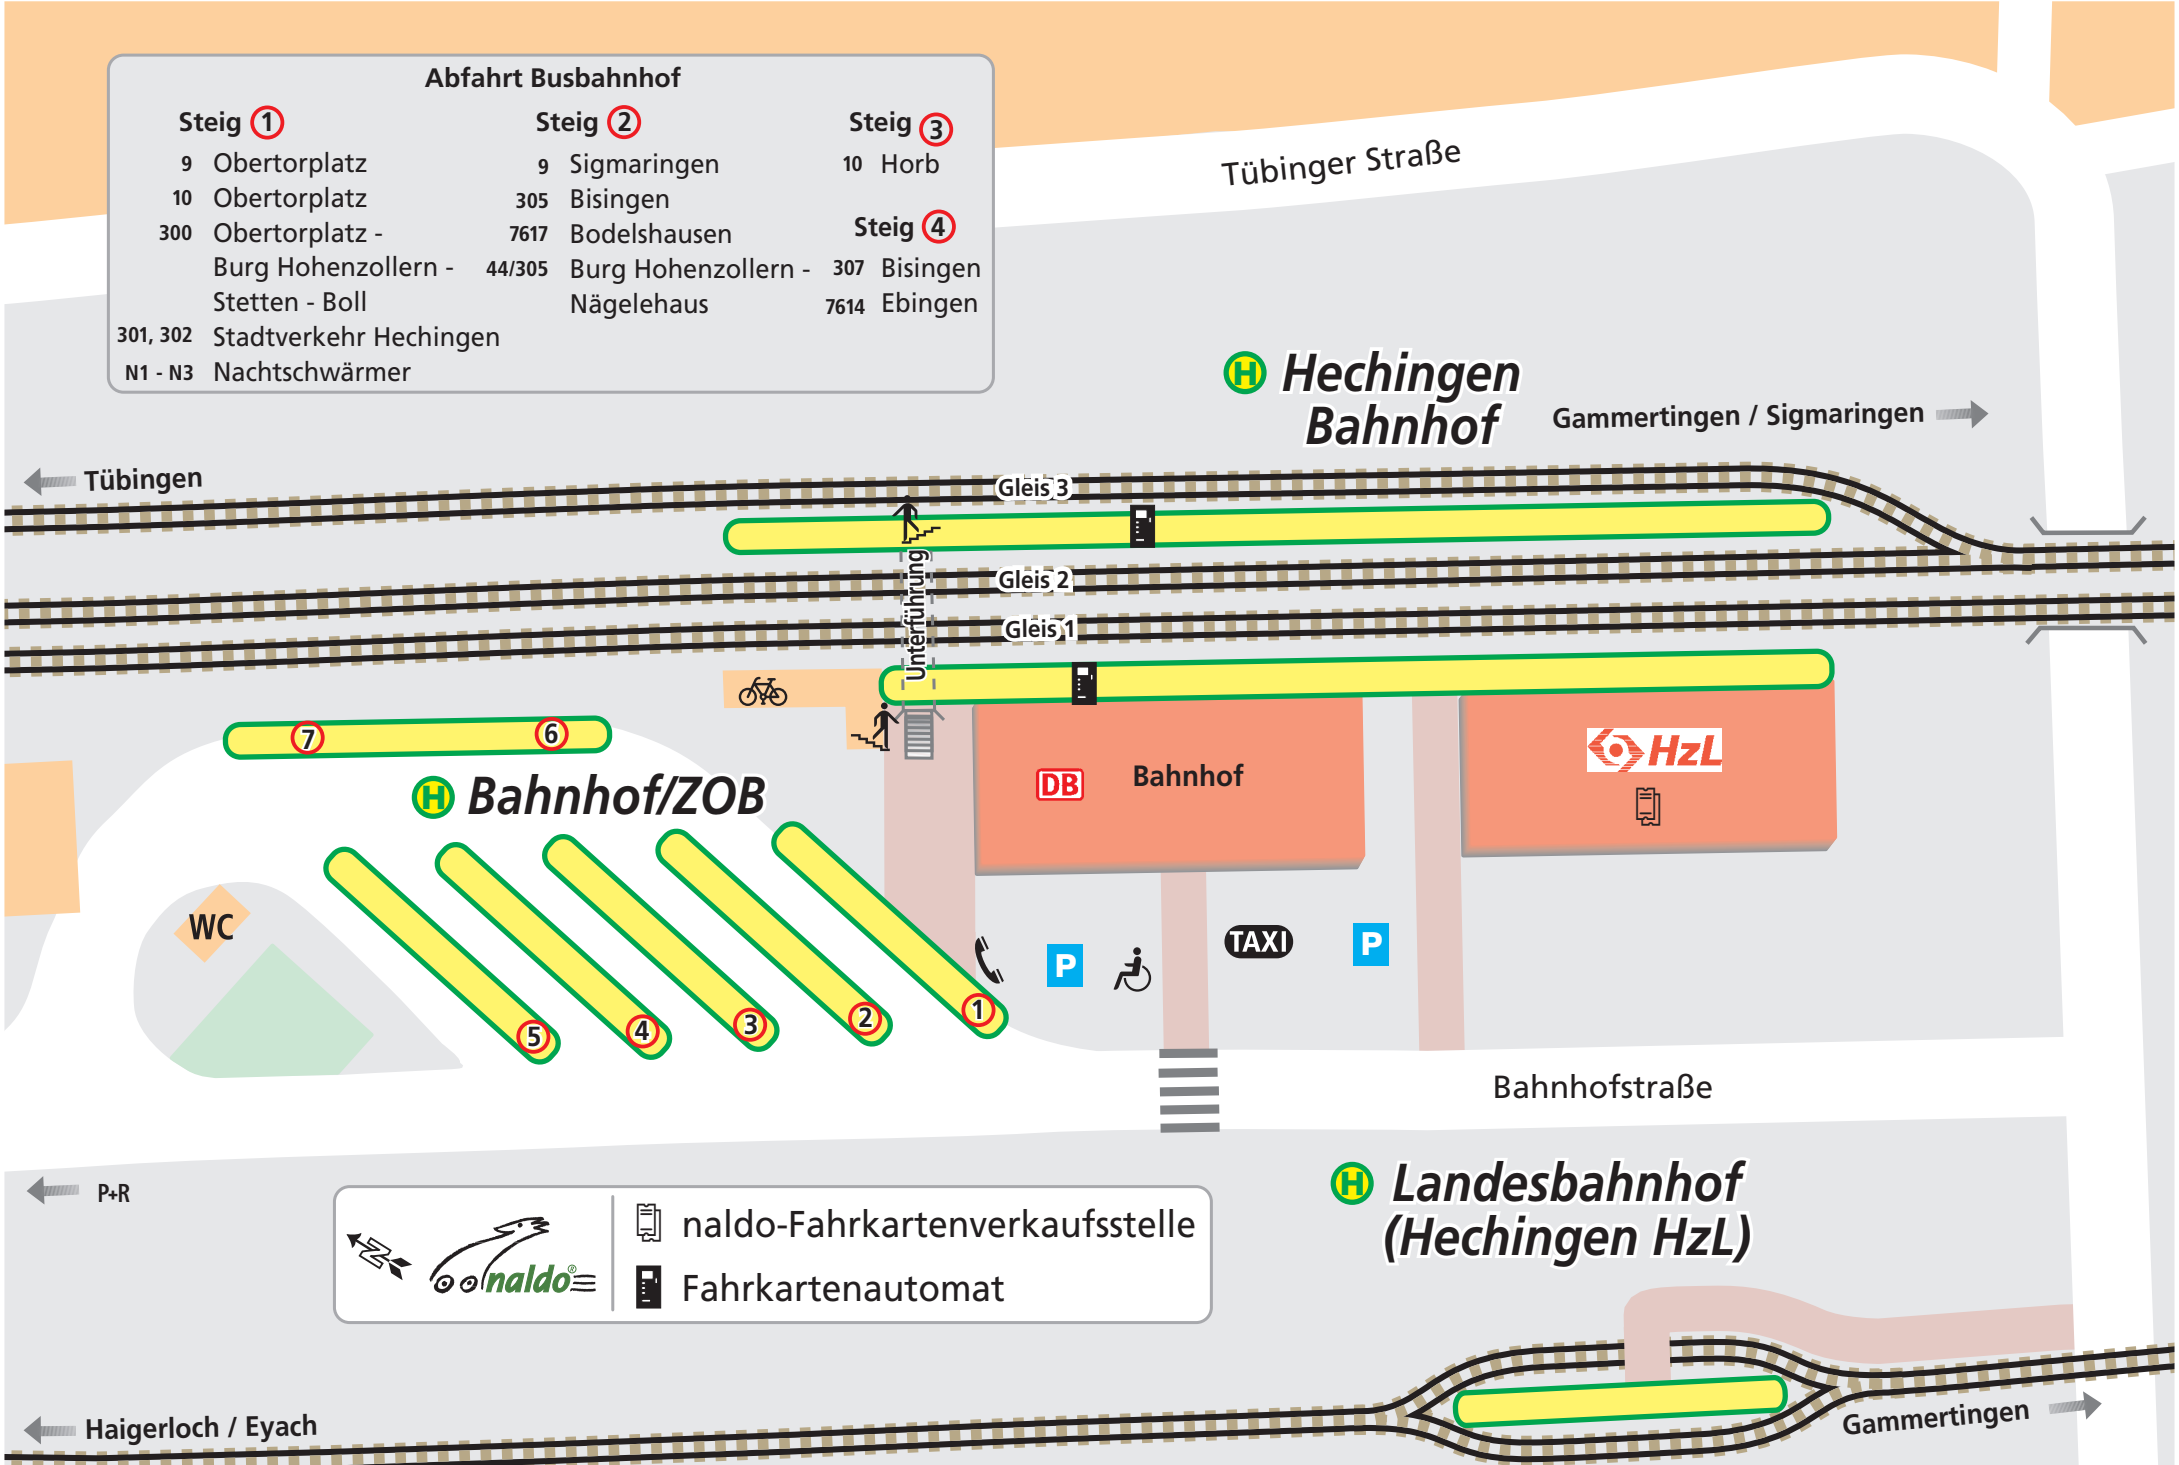 Abfahrt Busbahnhof
Steig 1
9 Obertorplatz
10 Obertorplatz
300 Obertorplatz -
Burg Hohenzollern -
Stetten - Boll
301, 302 Stadtverkehr Hechingen
N1 - N3 Nachtschwärmer
Steig 2
9 Sigmaringen
305 Bisingen
7617 Bodelshausen
44/305 Burg Hohenzollern -
Nägelehaus
Steig 3
10 Horb
Steig 4
307 Bisingen
7614 Ebingen
Tübinger Straße
H Hechingen
Bahnhof
Gammertingen / Sigmaringen
Tübingen
Gleis 3
Unterführung
Gleis 2
Gleis 1
7
6
H Bahnhof/ZOB
DB
Bahnhof
HzL
WC
5
4
3
2
1
P
TAXI
P
Bahnhofstraße
P+R
H Landesbahnhof
(Hechingen HzL)
N
naldo®
naldo-Fahrkartenverkaufsstelle
Fahrkartenautomat
Haigerloch / Eyach
Gammertingen